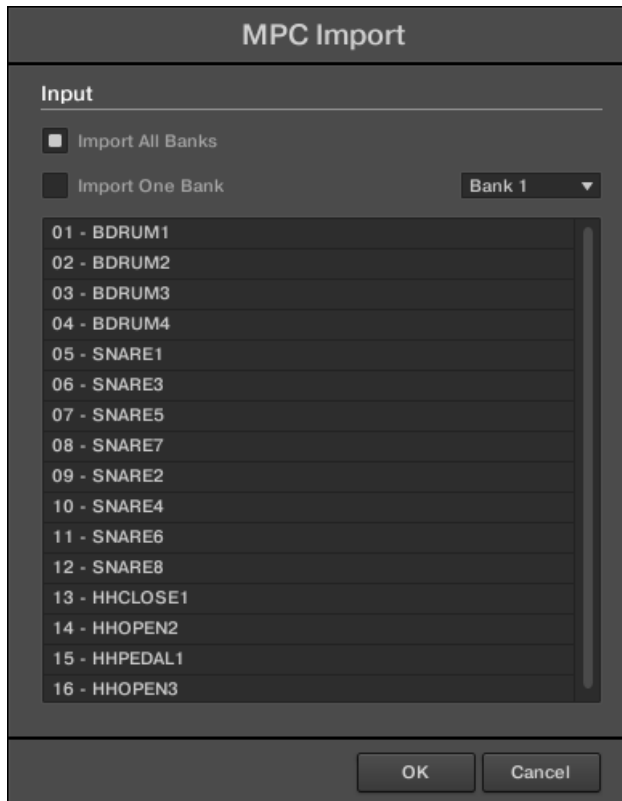 MPC Import
Input
Import All Banks
Import One Bank
Bank 1
01 - BDRUM1
02 - BDRUM2
03 - BDRUM3
04 - BDRUM4
05 - SNARE1
06 - SNARE3
07 - SNARE5
08 - SNARE7
09 - SNARE2
10 - SNARE4
11 - SNARE6
12 - SNARE8
13 - HHCLOSE1
14 - HHOPEN2
15 - HHPEDAL1
16 - HHOPEN3
OK
Cancel